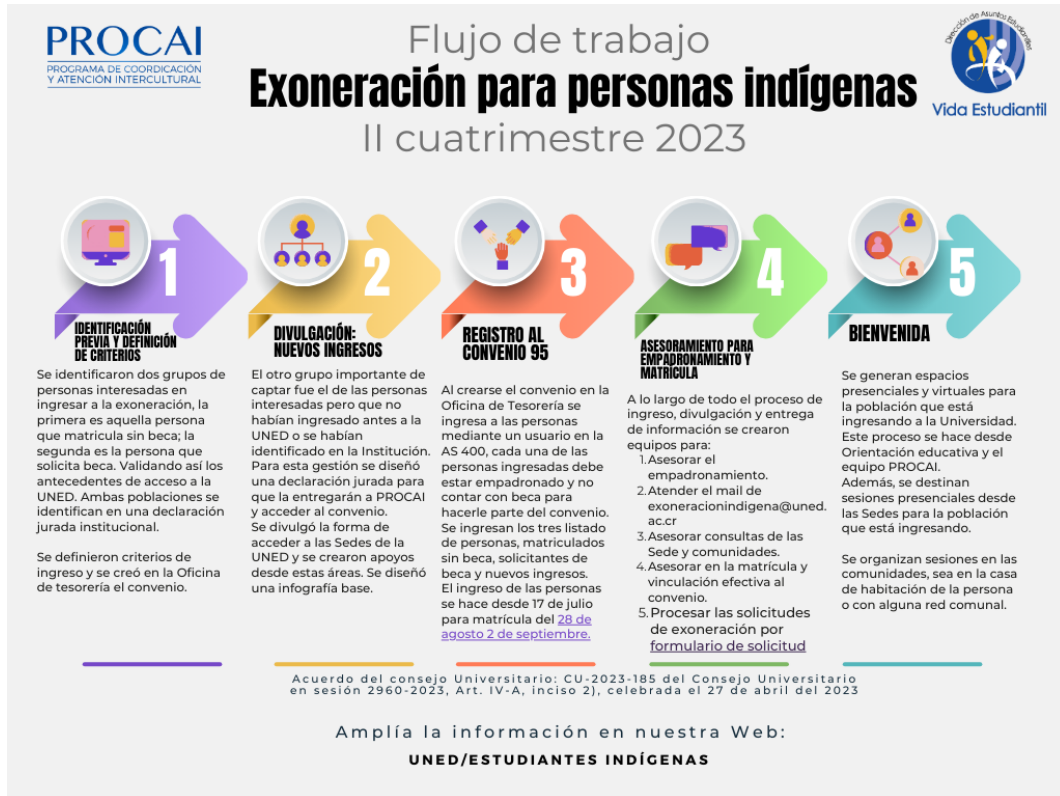 PROCAI
PROGRAMA DE COORDICACIÓN
Y ATENCIÓN INTERCULTURAL
Flujo de trabajo
Exoneración para personas indígenas
II cuatrimestre 2023
Dirección de Asuntos Estudiantiles
Vida Estudiantil
1
IDENTIFICACIÓN
PREVIA Y DEFINICIÓN
DE CRITERIOS
Se identificaron dos grupos de
personas interesadas en
ingresar a la exoneración, la
primera es aquella persona
que matricula sin beca; la
segunda es la persona que
solicita beca. Validando así los
antecedentes de acceso a la
UNED. Ambas poblaciones se
identifican en una declaración
jurada institucional.
Se definieron criterios de
ingreso y se creó en la Oficina
de tesorería el convenio.
2
DIVULGACIÓN:
NUEVOS INGRESOS
El otro grupo importante de
captar fue el de las personas
interesadas pero que no
habían ingresado antes a la
UNED o se habían
identificado en la Institución.
Para esta gestión se diseñó
una declaración jurada para
que la entregarán a PROCAI
y acceder al convenio.
Se divulgó la forma de
acceder a las Sedes de la
UNED y se crearon apoyos
desde estas áreas. Se diseñó
una infografía base.
3
REGISTRO AL
CONVENIO 95
Al crearse el convenio en la
Oficina de Tesorería se
ingresa a las personas
mediante un usuario en la
AS 400, cada una de las
personas ingresadas debe
estar empadronado y no
contar con beca para
hacerle parte del convenio.
Se ingresan los tres listado
de personas, matriculados
sin beca, solicitantes de
beca y nuevos ingresos.
El ingreso de las personas
se hace desde 17 de julio
para matrícula del 28 de
agosto 2 de septiembre.
4
ASESORAMIENTO PARA
EMPADRONAMIENTO Y
MATRÍCULA
A lo largo de todo el proceso de
ingreso, divulgación y entrega
de información se crearon
equipos para:
1. Asesorar el
empadronamiento.
2. Atender el mail de
exoneracionindigena@uned.
ac.cr
3. Asesorar consultas de las
Sede y comunidades.
4. Asesorar en la matrícula y
vinculación efectiva al
convenio.
5. Procesar las solicitudes
de exoneración por
formulario de solicitud
5
BIENVENIDA
Se generan espacios
presenciales y virtuales para
la población que está
ingresando a la Universidad.
Este proceso se hace desde
Orientación educativa y el
equipo PROCAI.
Además, se destinan
sesiones presenciales desde
las Sedes para la población
que está ingresando.
Se organizan sesiones en las
comunidades, sea en la casa
de habitación de la persona
o con alguna red comunal.
Acuerdo del consejo Universitario: CU-2023-185 del Consejo Universitario
en sesión 2960-2023, Art. IV-A, inciso 2), celebrada el 27 de abril del 2023
Amplía la información en nuestra Web:
UNED/ESTUDIANTES INDÍGENAS